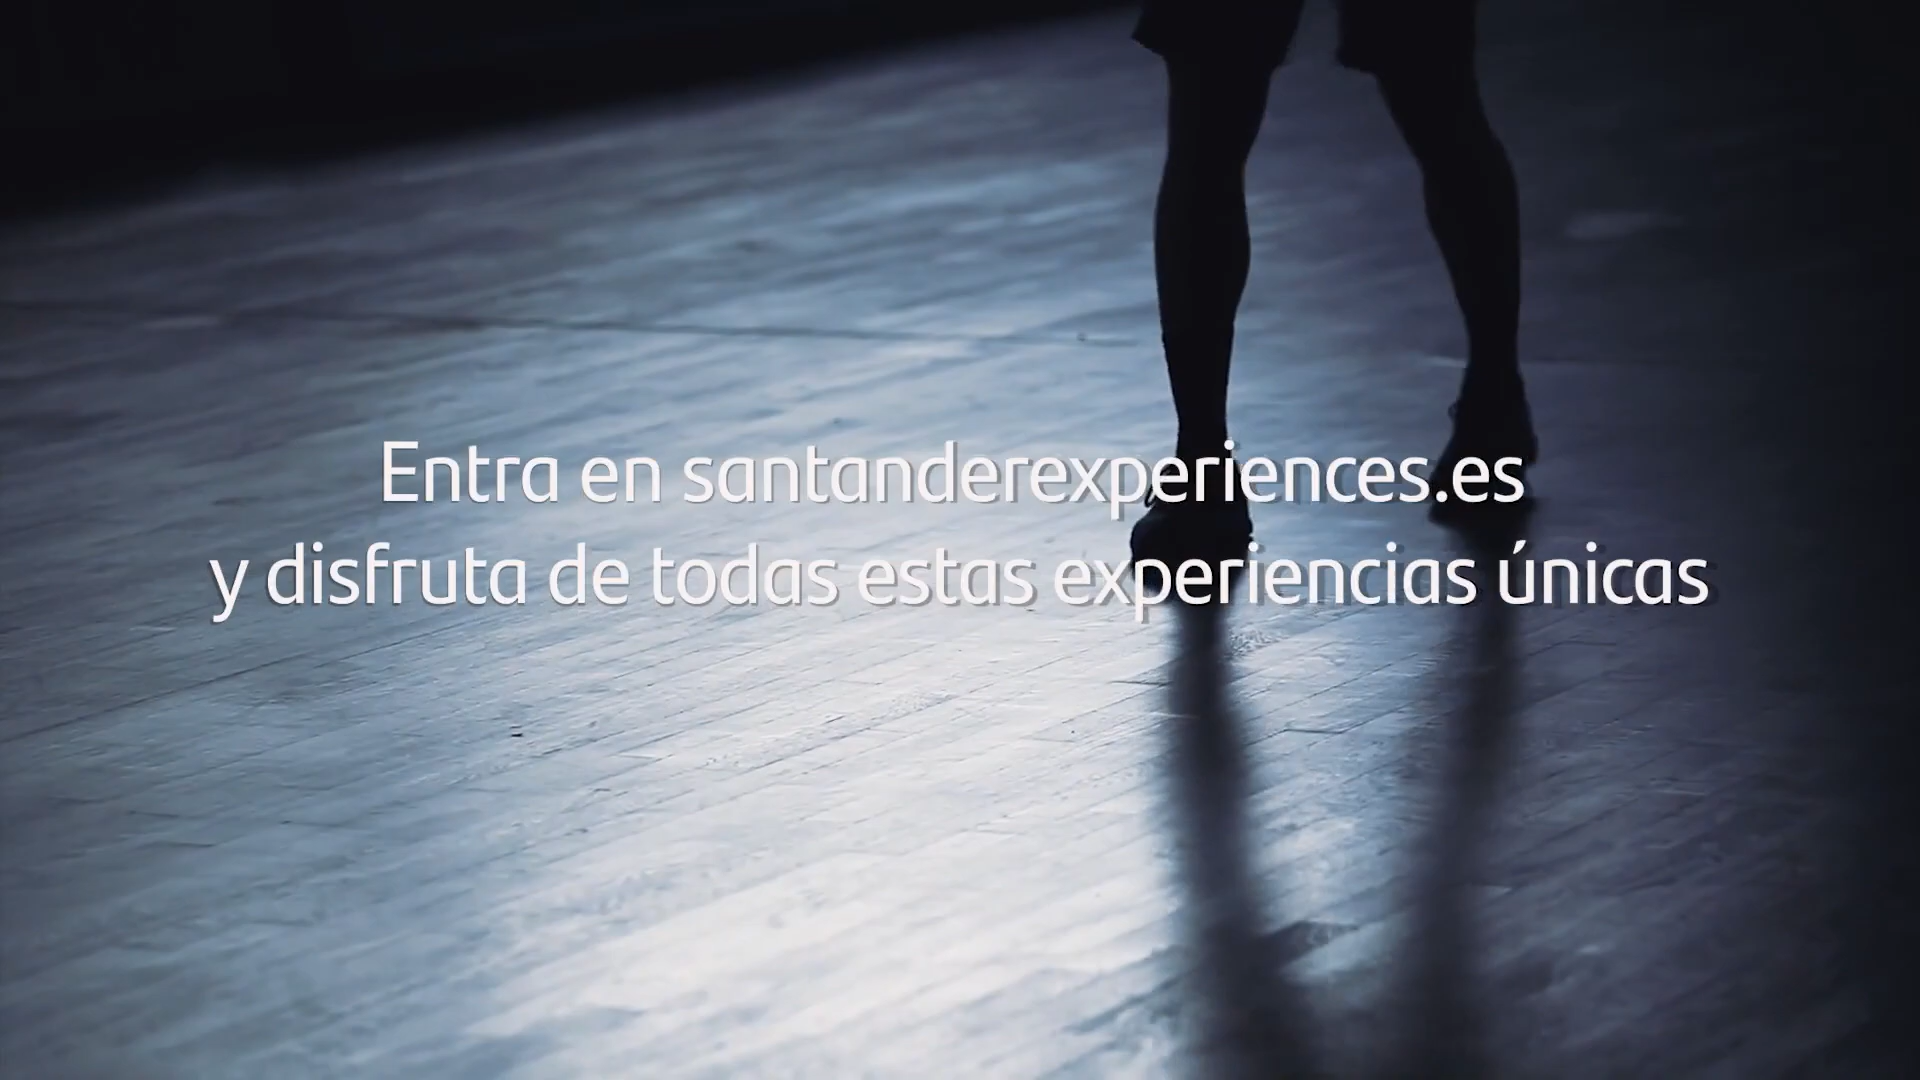 Entra en santanderexperiences.es
y disfruta de todas estas experiencias únicas